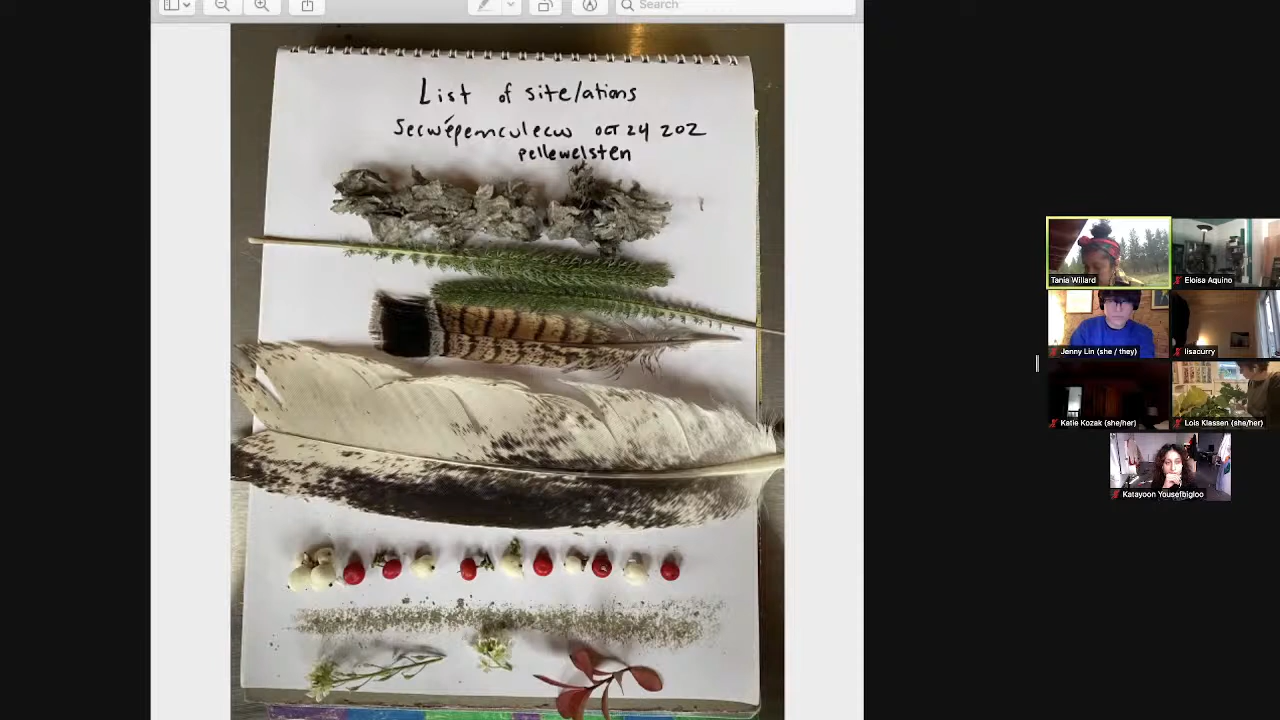 Search
List of site/ations
Secwépemculecw OCT 24 202
pellewelsten
Tania Willard
Eloisa Aquino
Jenny Lin (she / they)
lisacurry
Katie Kozak (she/her)
Lois Klassen (she/her)
Katayoon Yousefbigloo